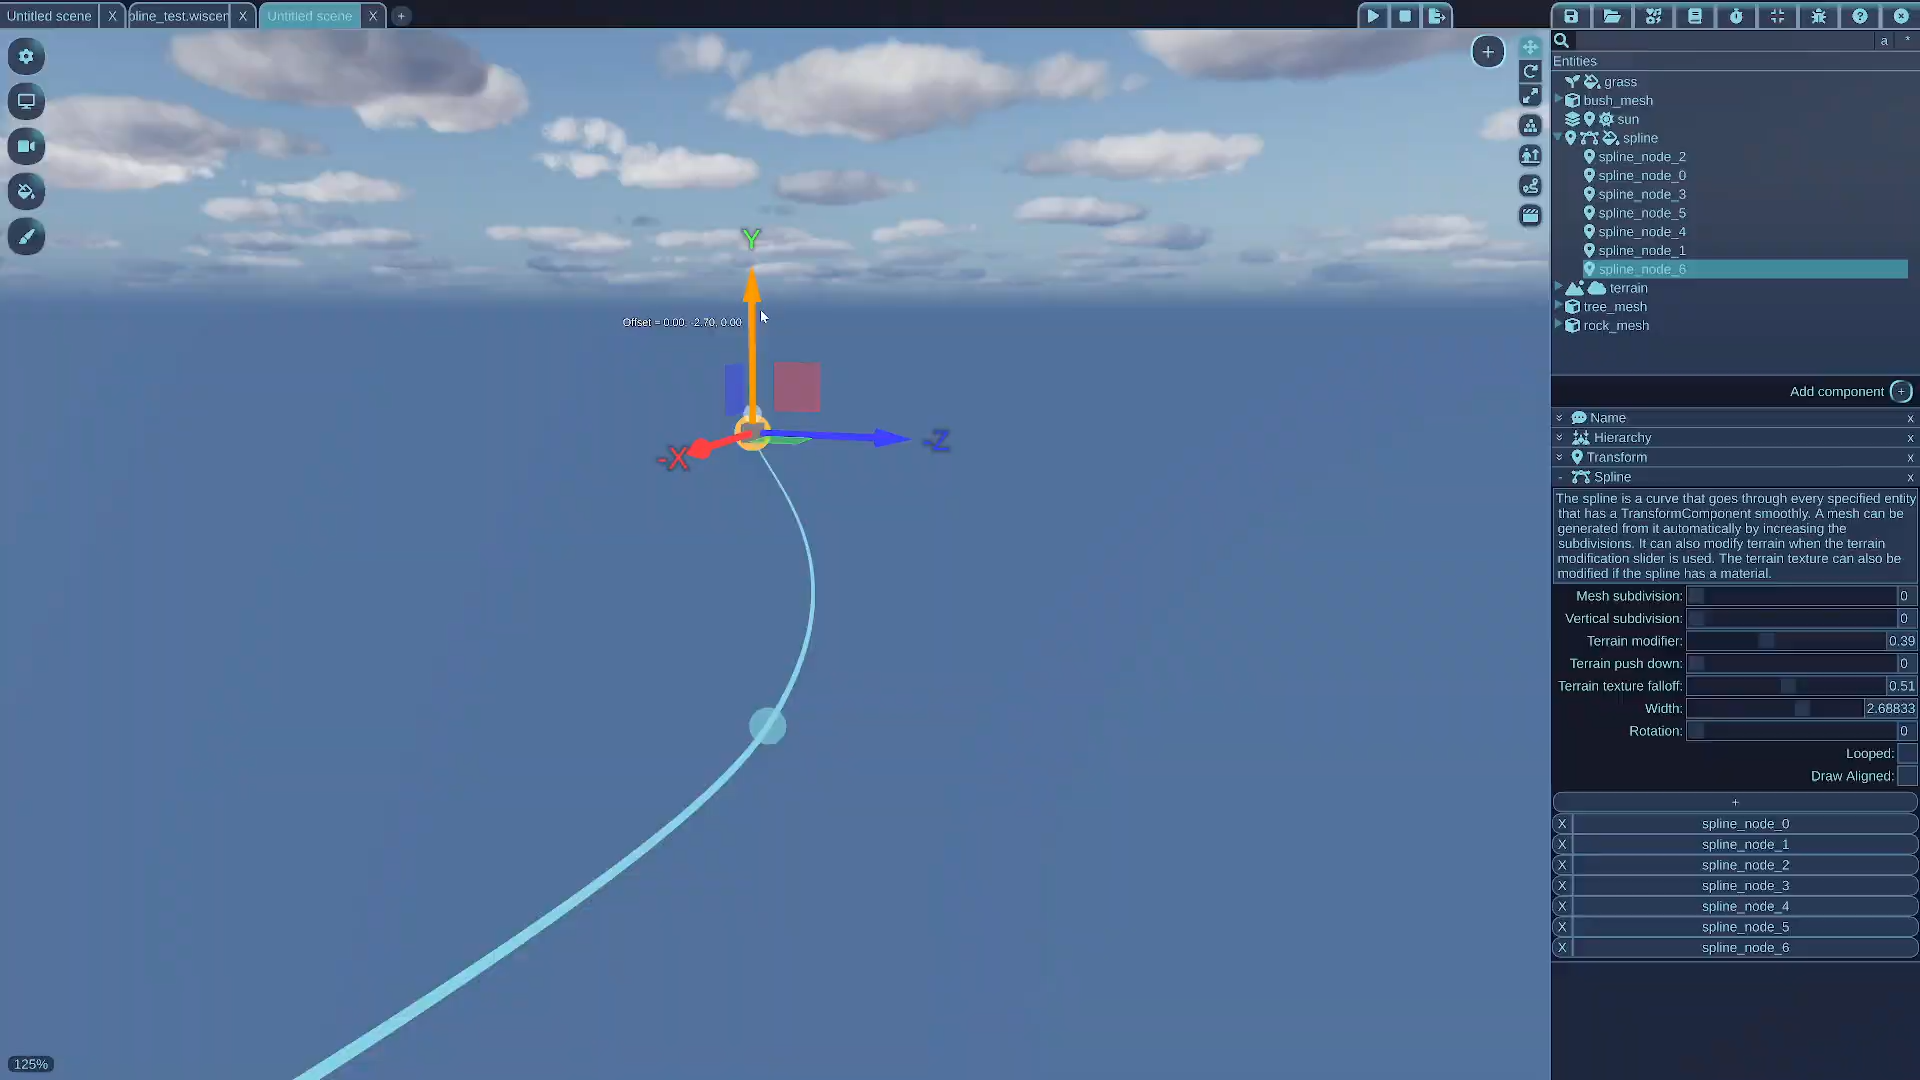 Untitled scene X pline_test.wiscen X Untitled scene X +
a *
Entities
grass
bush_mesh
sun
spline
spline_node_2
spline_node_0
spline_node_3
spline_node_5
spline_node_4
spline_node_1
spline_node_6
terrain
tree_mesh
rock_mesh
Y
Offset = 0.00, -2.70, 0.00
-X
-Z
Add component +
Name x
Hierarchy x
Transform x
- Spline x
The spline is a curve that goes through every specified entity
that has a TransformComponent smoothly. A mesh can be
generated from it automatically by increasing the
subdivisions. It can also modify terrain when the terrain
modification slider is used. The terrain texture can also be
modified if the spline has a material.
Mesh subdivision: 0
Vertical subdivision: 0
Terrain modifier: 0.39
Terrain push down: 0
Terrain texture falloff: 0.51
Width: 2.68833
Rotation: 0
Looped:
Draw Aligned:
+
X spline_node_0
X spline_node_1
X spline_node_2
X spline_node_3
X spline_node_4
X spline_node_5
X spline_node_6
125%